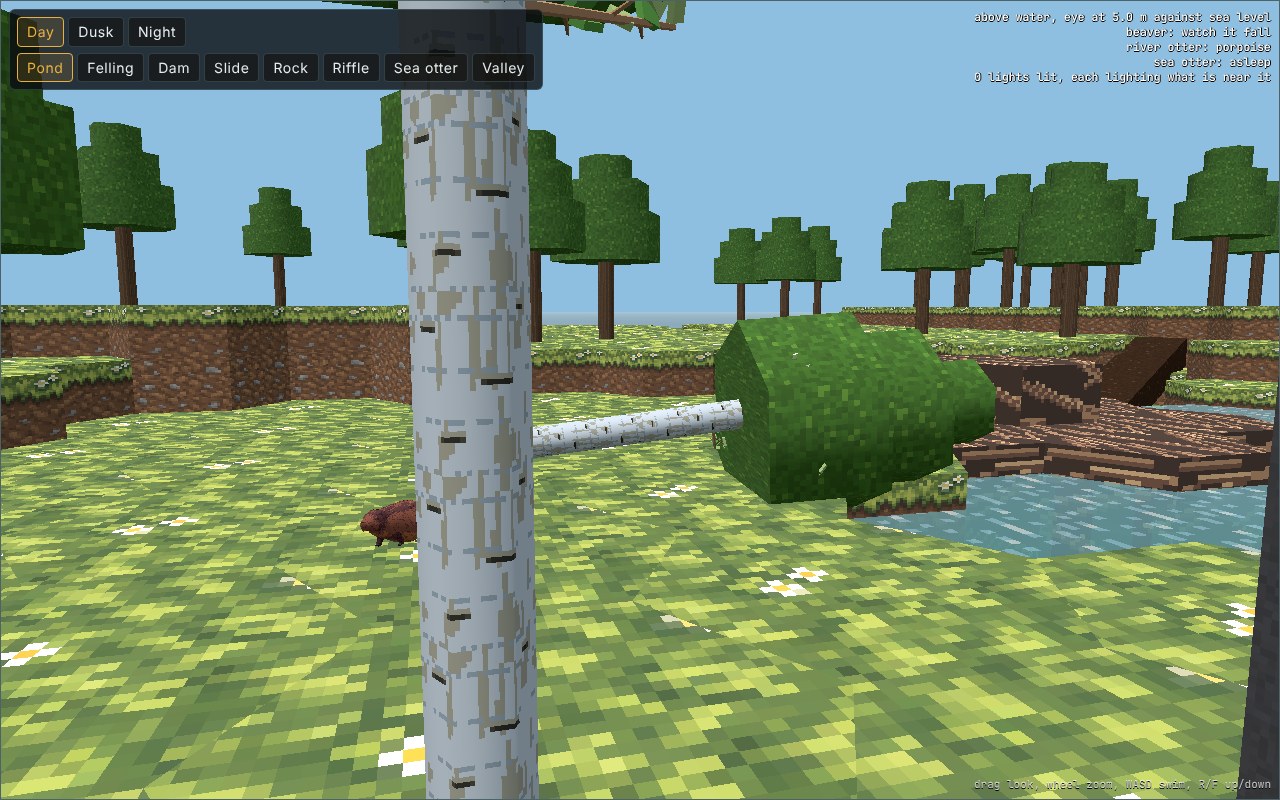 Day Dusk Night
Pond Felling Dam Slide Rock Riffle Sea otter Valley
above water, eye at 5.0 m against sea level
beaver: watch it fall
river otter: porpoise
sea otter: asleep
0 lights lit, each lighting what is near it
drag look, wheel zoom, WASD swim, R/F up/down